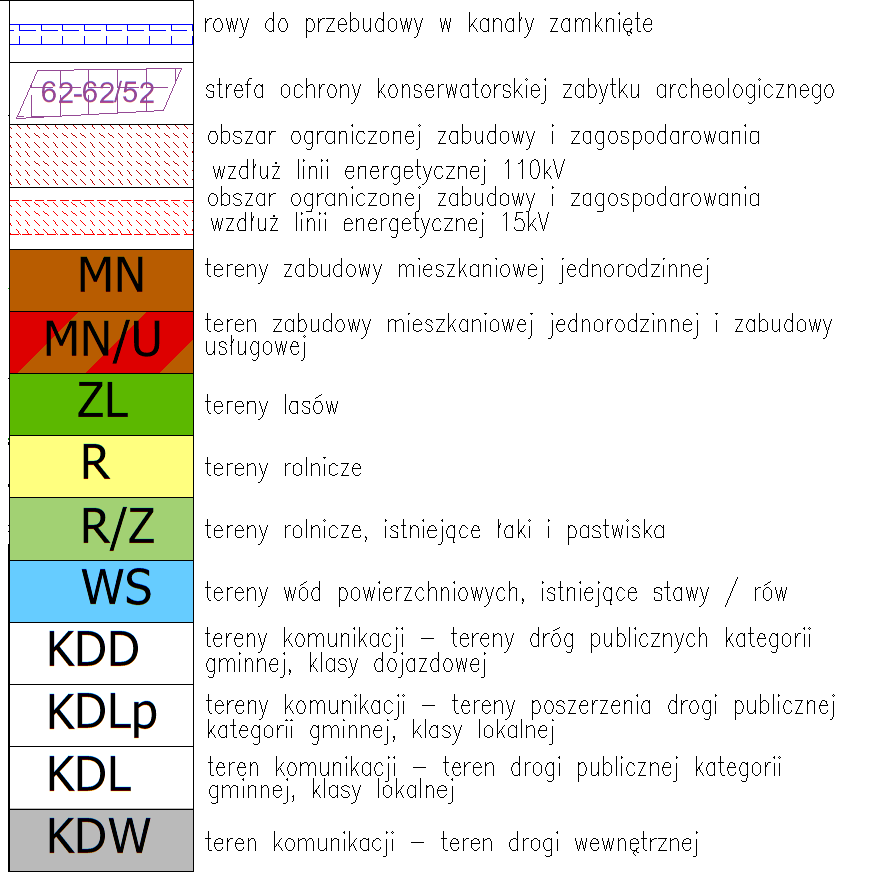 rowy do przebudowy w kanały zamknięte
62-62/52 strefa ochrony konserwatorskiej zabytku archeologicznego
obszar ograniczonej zabudowy i zagospodarowania
wzdłuż linii energetycznej 110kV
obszar ograniczonej zabudowy i zagospodarowania
wzdłuż linii energetycznej 15kV
MN tereny zabudowy mieszkaniowej jednorodzinnej
MN/U teren zabudowy mieszkaniowej jednorodzinnej i zabudowy
usługowej
ZL tereny lasów
R tereny rolnicze
R/Z tereny rolnicze, istniejące łaki i pastwiska
WS tereny wód powierzchniowych, istniejące stawy / rów
KDD tereny komunikacji – tereny dróg publicznych kategorii
gminnej, klasy dojazdowej
KDLp tereny komunikacji – tereny poszerzenia drogi publicznej
kategorii gminnej, klasy lokalnej
KDL teren komunikacji – teren drogi publicznej kategorii
gminnej, klasy lokalnej
KDW teren komunikacji – teren drogi wewnętrznej